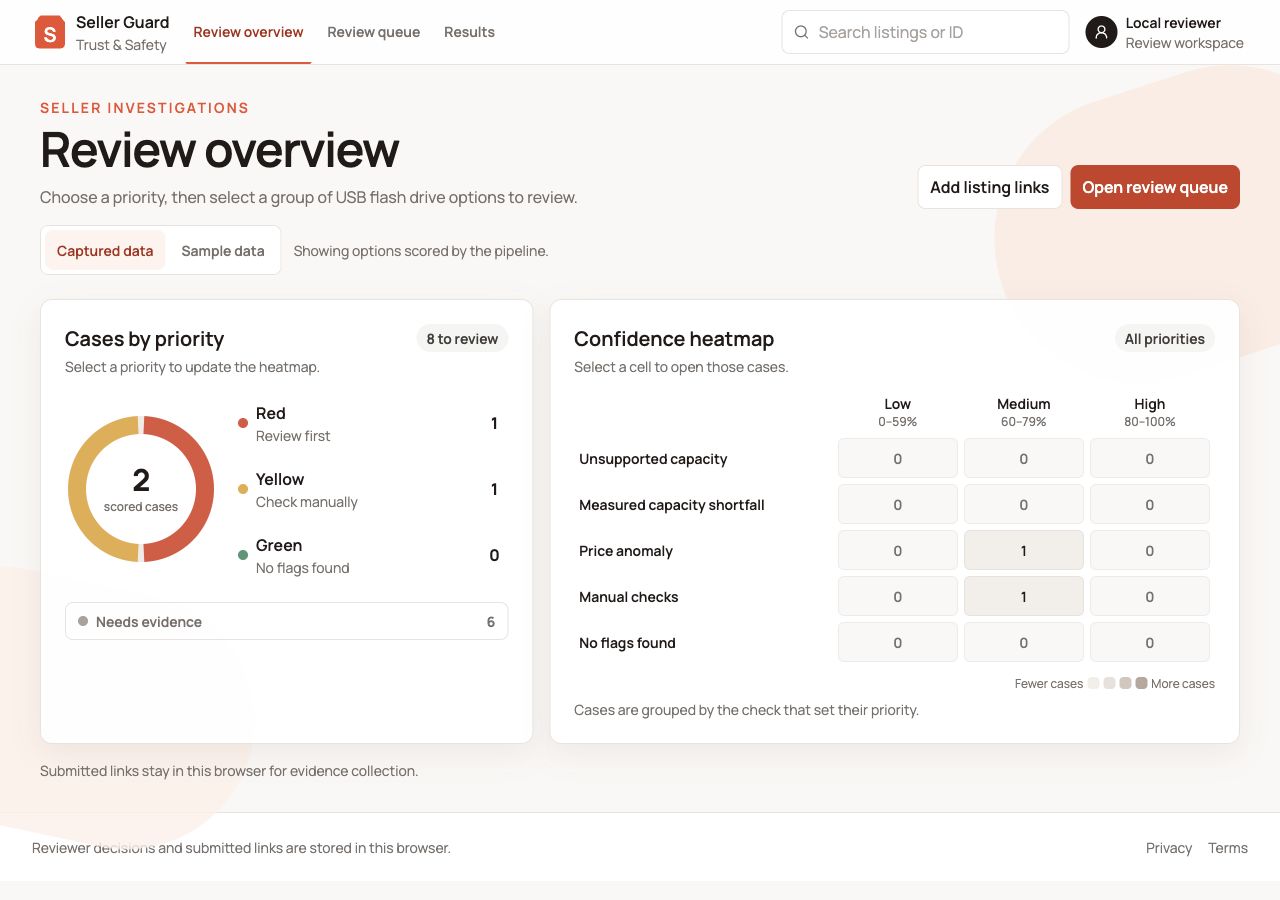 S
Seller Guard
Trust & Safety
Review overview
Review queue
Results
Search listings or ID
Local reviewer
Review workspace
SELLER INVESTIGATIONS
Review overview
Choose a priority, then select a group of USB flash drive options to review.
Add listing links
Open review queue
Captured data
Sample data
Showing options scored by the pipeline.
Cases by priority
8 to review
Select a priority to update the heatmap.
2
scored cases
Red 1
Review first
Yellow 1
Check manually
Green 0
No flags found
Needs evidence 6
Confidence heatmap
All priorities
Select a cell to open those cases.
Low Medium High
0–59% 60–79% 80–100%
Unsupported capacity 0 0 0
Measured capacity shortfall 0 0 0
Price anomaly 0 1 0
Manual checks 0 1 0
No flags found 0 0 0
Fewer cases More cases
Cases are grouped by the check that set their priority.
Submitted links stay in this browser for evidence collection.
Reviewer decisions and submitted links are stored in this browser.
Privacy Terms